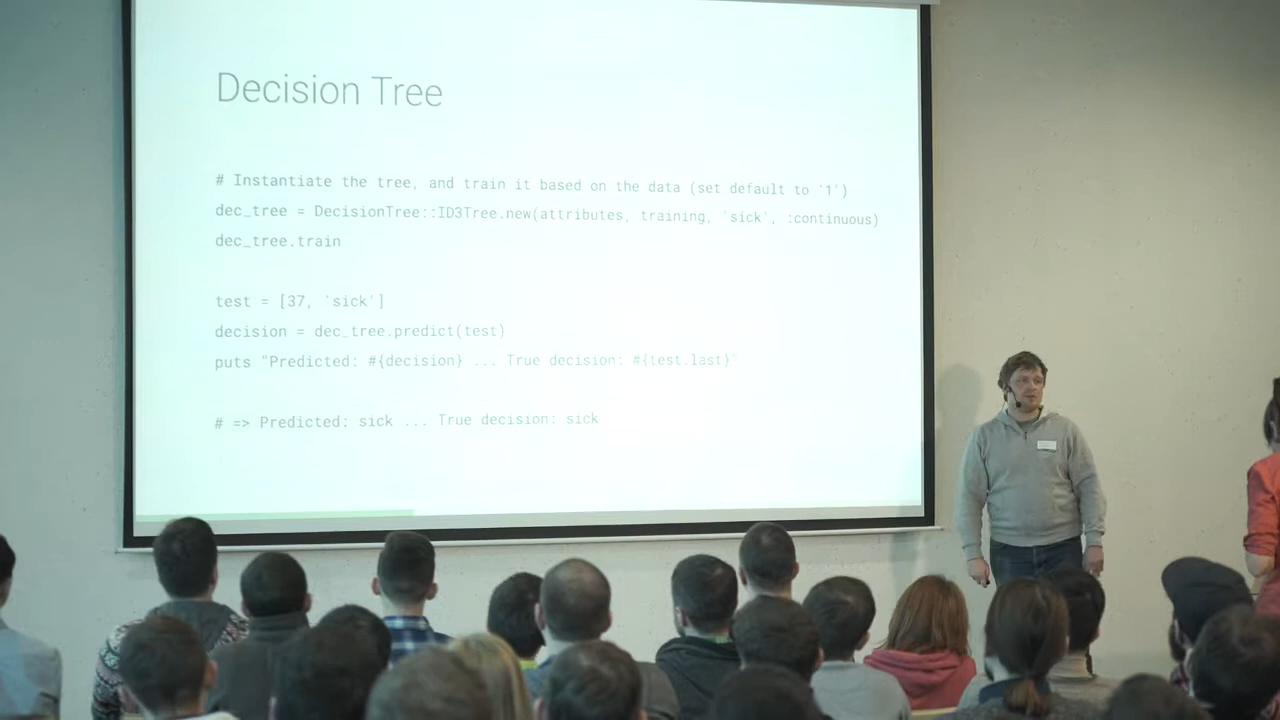 Decision Tree
# Instantiate the tree, and train it based on the data (set default to '1')
dec_tree = DecisionTree::ID3Tree.new(attributes, training, 'sick', :continuous)
dec_tree.train
test = [37, 'sick']
decision = dec_tree.predict(test)
puts "Predicted: #{decision} ... True decision: #{test.last}"
# => Predicted: sick ... True decision: sick